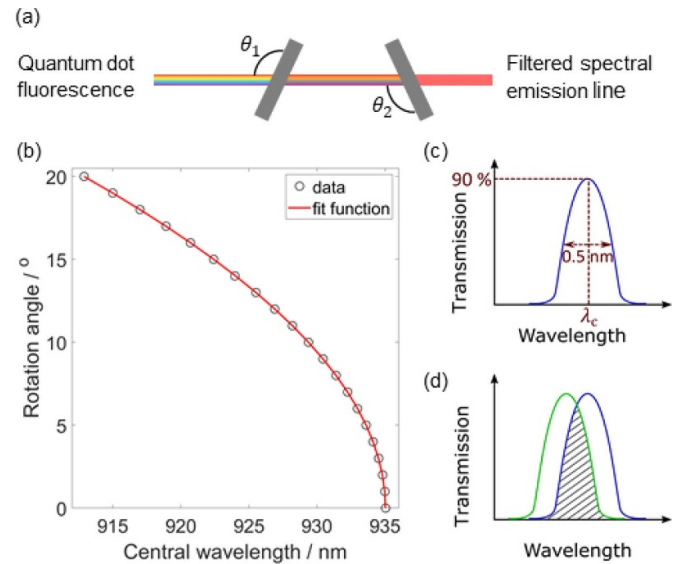 (a)
Quantum dot
fluorescence
θ1
θ2
Filtered spectral
emission line
(b)
Rotation angle / °
20
15
10
5
0
data
fit function
915
920
925
930
935
Central wavelength / nm
(c)
Transmission
90 %
0.5 nm
λc
Wavelength
(d)
Transmission
Wavelength